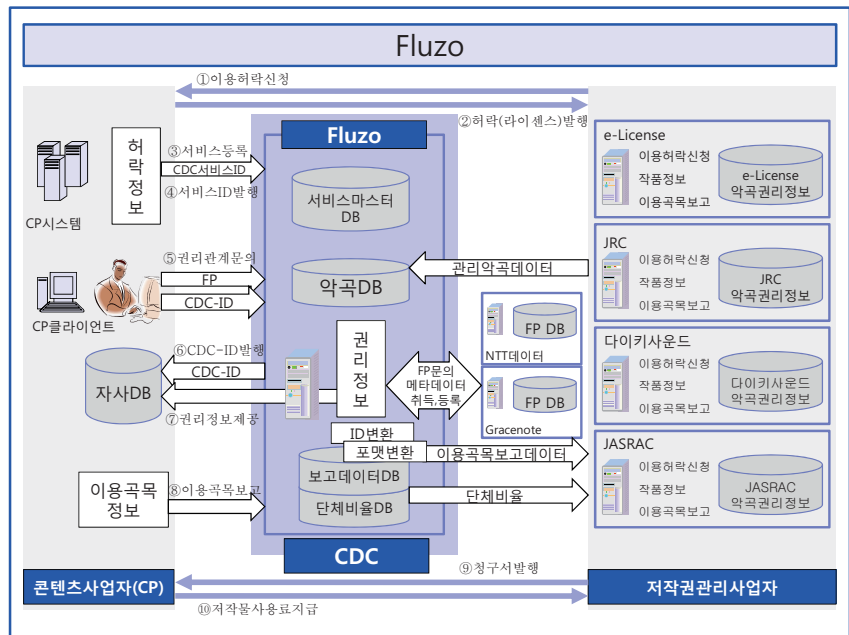 Fluzo
①이용허락신청
②허락(라이센스)발행
CP시스템
허
락
정
보
③서비스등록
CDC서비스ID
④서비스ID발행
Fluzo
서비스마스터
DB
e-License
이용허락신청
작품정보
이용곡목보고
e-License
악곡권리정보
CP클라이언트
⑤권리관계문의
FP
CDC-ID
악곡DB
관리악곡데이터
JRC
이용허락신청
작품정보
이용곡목보고
JRC
악곡권리정보
자사DB
⑥CDC-ID발행
CDC-ID
⑦권리정보제공
권
리
정
보
FP문의
메타데이터
취득,등록
FP DB
NTT데이터
FP DB
Gracenote
다이키사운드
이용허락신청
작품정보
이용곡목보고
다이키사운드
악곡권리정보
ID변환
포맷변환
이용곡목보고데이터
보고데이터DB
단체비율DB
단체비율
이용곡목
정보
⑧이용곡목보고
JASRAC
이용허락신청
작품정보
이용곡목보고
JASRAC
악곡권리정보
CDC
⑨청구서발행
콘텐츠사업자(CP)
저작권관리사업자
⑩저작물사용료지급